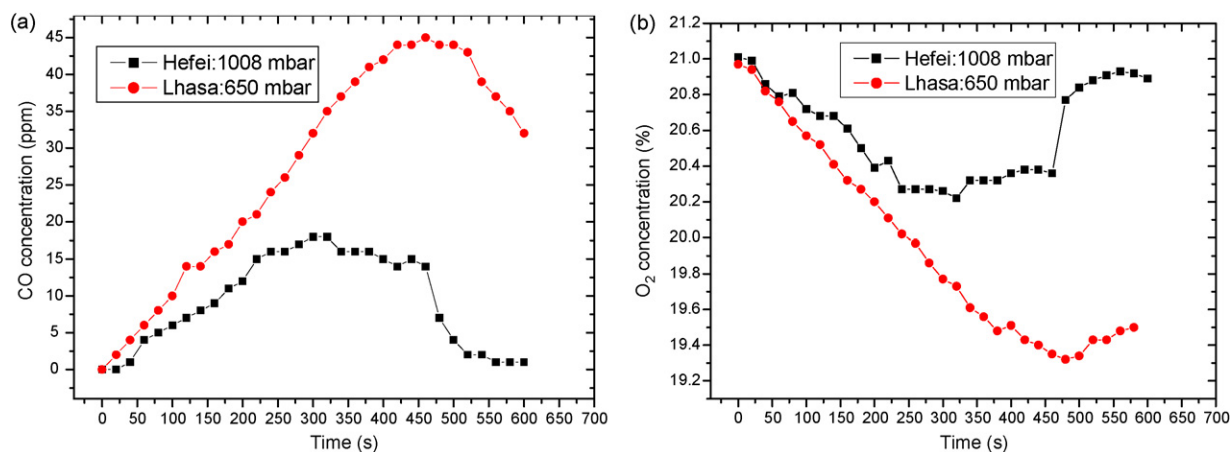 (a)
CO concentration (ppm)
45
40
35
30
25
20
15
10
5
0
Hefei:1008 mbar
Lhasa:650 mbar
0 50 100 150 200 250 300 350 400 450 500 550 600 650 700
Time (s)
(b)
O2 concentration (%)
21.2
21.0
20.8
20.6
20.4
20.2
20.0
19.8
19.6
19.4
19.2
Hefei:1008 mbar
Lhasa:650 mbar
0 50 100 150 200 250 300 350 400 450 500 550 600 650 700
Time (s)